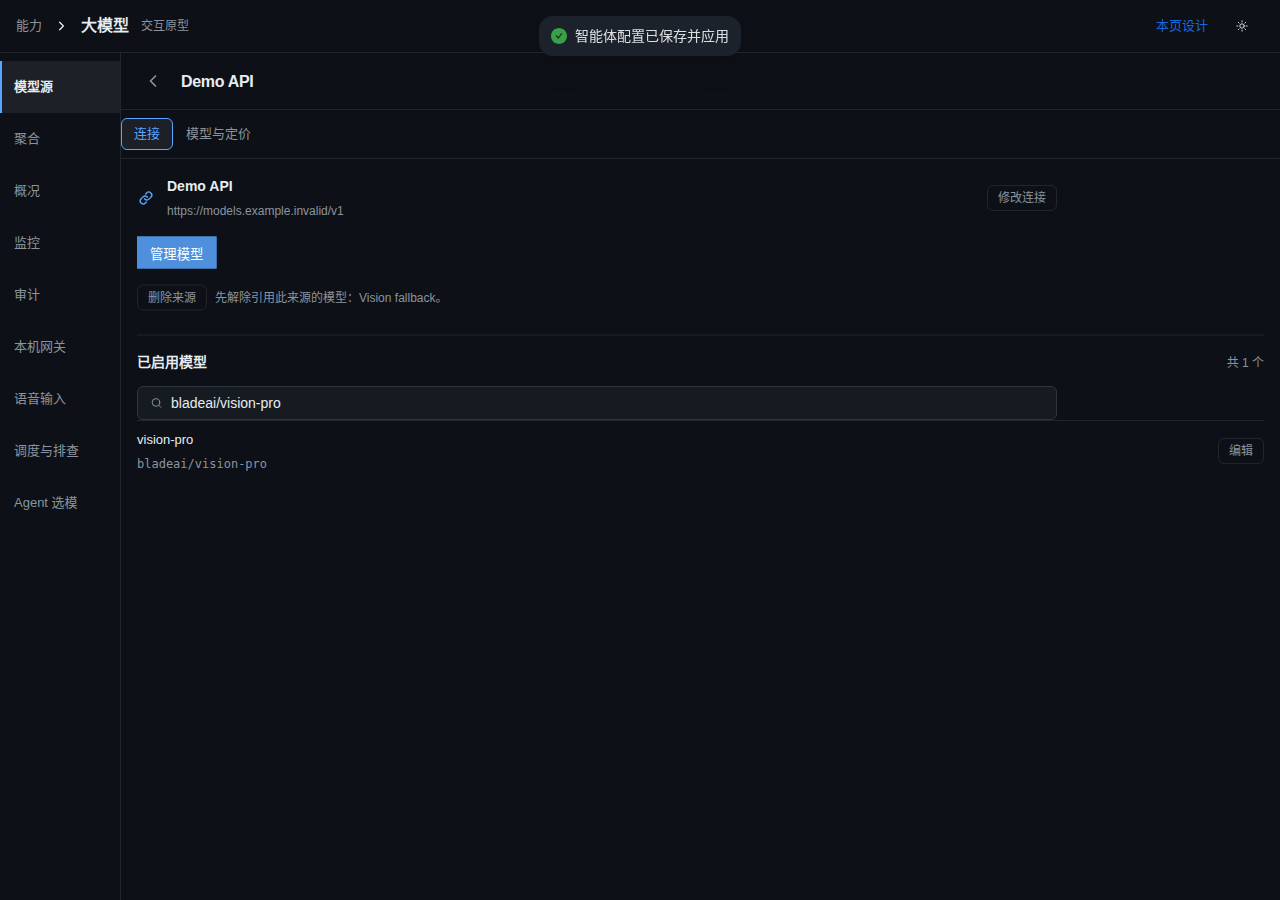 能力
大模型
交互原型
智能体配置已保存并应用
本页设计
模型源
聚合
概况
监控
审计
本机网关
语音输入
调度与排查
Agent 选模
Demo API
连接
模型与定价
Demo API
https://models.example.invalid/v1
修改连接
管理模型
删除来源
先解除引用此来源的模型：Vision fallback。
已启用模型
共 1 个
bladeai/vision-pro
vision-pro
bladeai/vision-pro
编辑